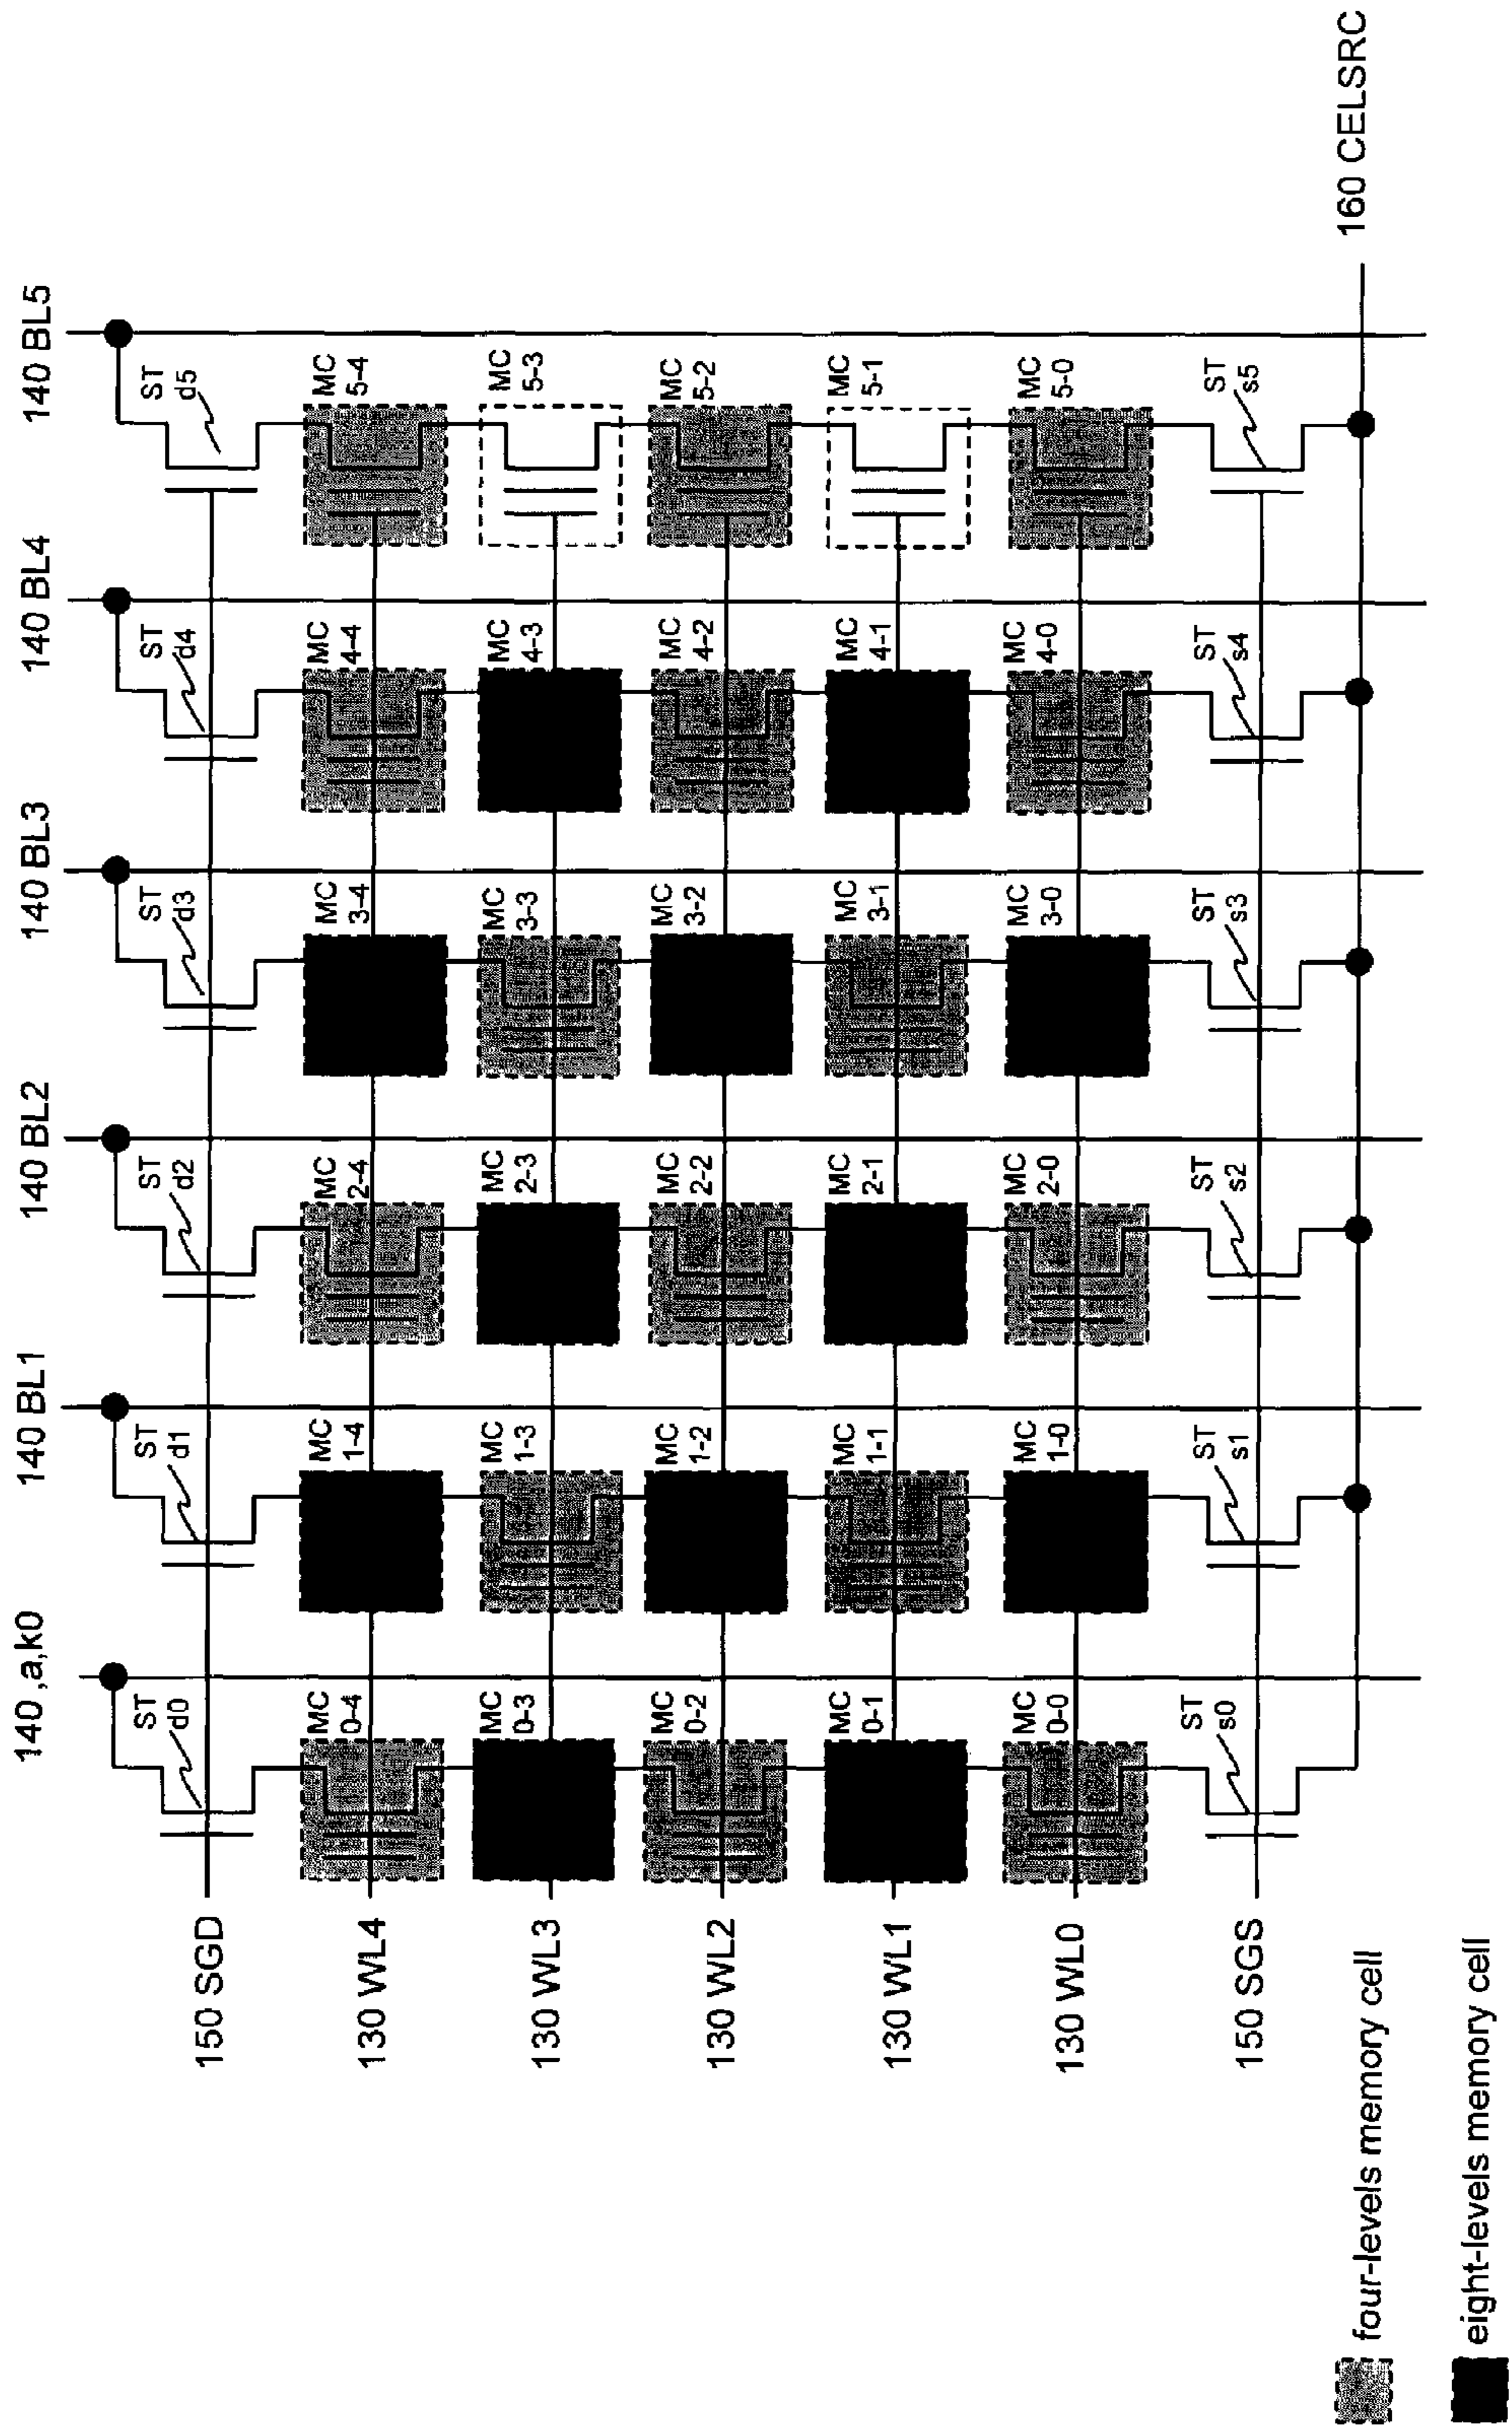 140 ,a,k0
140 BL1
140 BL2
140 BL3
140 BL4
140 BL5
ST
d0
ST
d1
ST
d2
ST
d3
ST
d4
ST
d5
150 SGD
MC
0-4
MC
1-4
MC
2-4
MC
3-4
MC
4-4
MC
5-4
130 WL4
MC
0-3
MC
1-3
MC
2-3
MC
3-3
MC
4-3
MC
5-3
130 WL3
MC
0-2
MC
1-2
MC
2-2
MC
3-2
MC
4-2
MC
5-2
130 WL2
MC
0-1
MC
1-1
MC
2-1
MC
3-1
MC
4-1
MC
5-1
130 WL1
MC
0-0
MC
1-0
MC
2-0
MC
3-0
MC
4-0
MC
5-0
130 WL0
ST
s0
ST
s1
ST
s2
ST
s3
ST
s4
ST
s5
150 SGS
160 CELSRC
four-levels memory cell
eight-levels memory cell